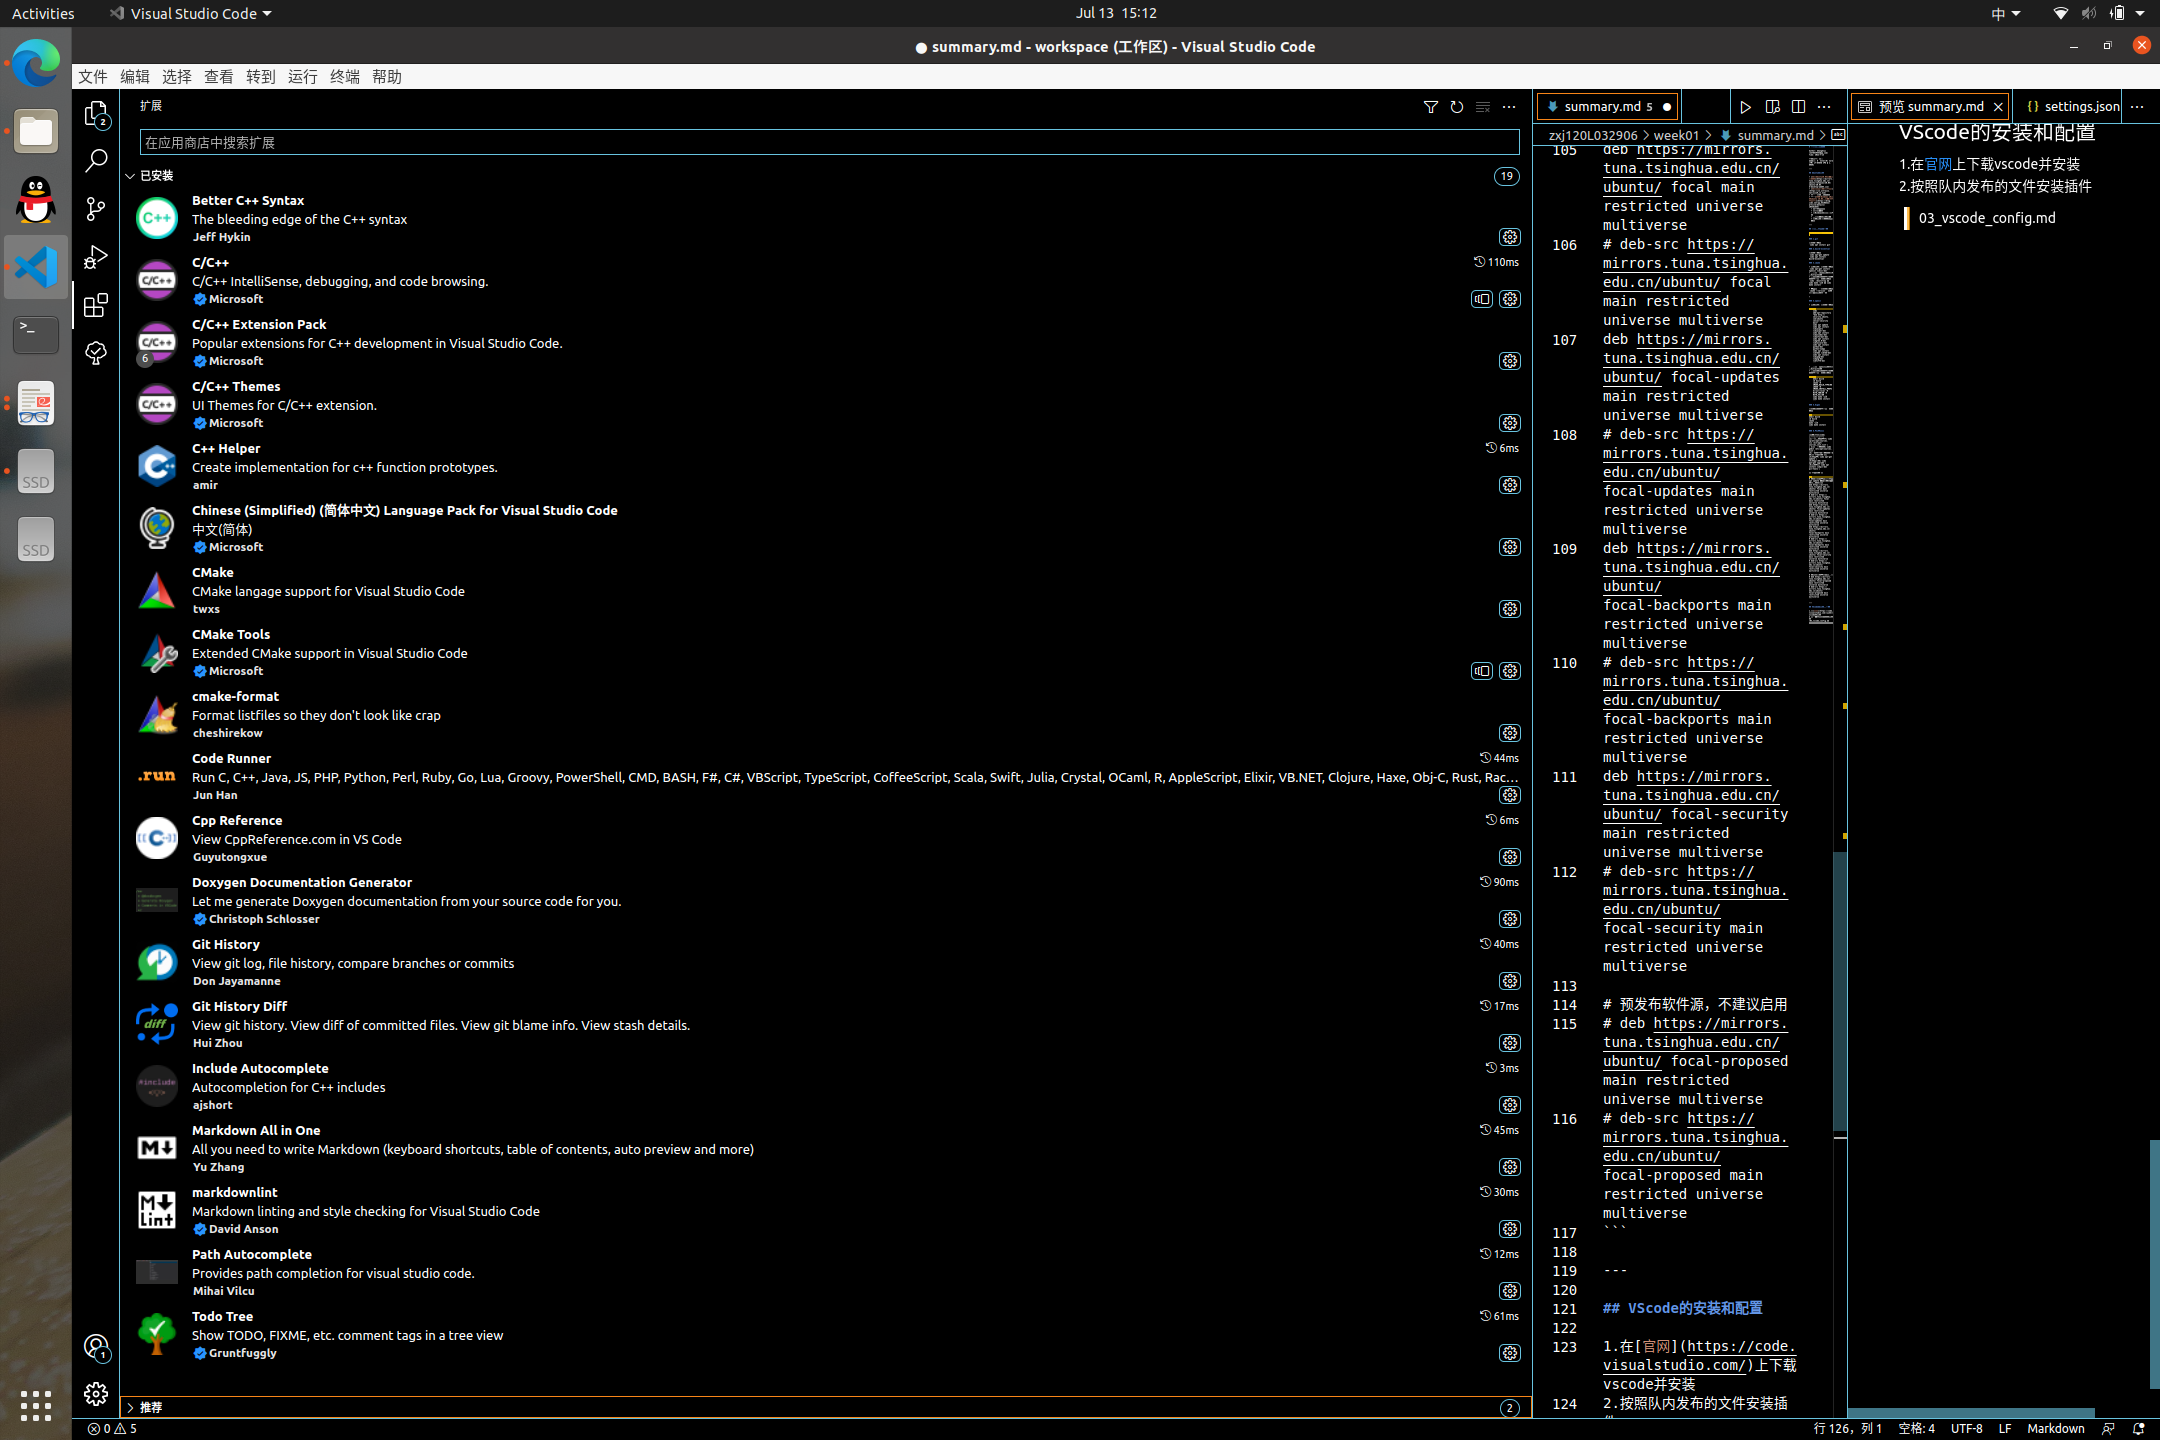 Activities
Visual Studio Code
Jul 13 15:12
中
● summary.md - workspace (工作区) - Visual Studio Code
文件 编辑 选择 查看 转到 运行 终端 帮助
扩展
在应用商店中搜索扩展
已安装
19
Better C++ Syntax
The bleeding edge of the C++ syntax
Jeff Hykin
C/C++
110ms
C/C++ IntelliSense, debugging, and code browsing.
Microsoft
C/C++ Extension Pack
Popular extensions for C++ development in Visual Studio Code.
6
Microsoft
C/C++ Themes
UI Themes for C/C++ extension.
Microsoft
C++ Helper
6ms
Create implementation for c++ function prototypes.
amir
Chinese (Simplified) (简体中文) Language Pack for Visual Studio Code
中文(简体)
Microsoft
CMake
CMake langage support for Visual Studio Code
twxs
CMake Tools
Extended CMake support in Visual Studio Code
Microsoft
cmake-format
Format listfiles so they don't look like crap
cheshirekow
Code Runner
44ms
.run
Run C, C++, Java, JS, PHP, Python, Perl, Ruby, Go, Lua, Groovy, PowerShell, CMD, BASH, F#, C#, VBScript, TypeScript, CoffeeScript, Scala, Swift, Julia, Crystal, OCaml, R, AppleScript, Elixir, VB.NET, Clojure, Haxe, Obj-C, Rust, Rac...
Jun Han
Cpp Reference
6ms
View CppReference.com in VS Code
Guyutongxue
Doxygen Documentation Generator
90ms
Let me generate Doxygen documentation from your source code for you.
Christoph Schlosser
Git History
40ms
View git log, file history, compare branches or commits
Don Jayamanne
Git History Diff
17ms
diff
View git history. View diff of committed files. View git blame info. View stash details.
Hui Zhou
Include Autocomplete
3ms
#include
Autocompletion for C++ includes
ajshort
Markdown All in One
45ms
All you need to write Markdown (keyboard shortcuts, table of contents, auto preview and more)
Yu Zhang
markdownlint
30ms
Markdown linting and style checking for Visual Studio Code
David Anson
Path Autocomplete
12ms
Provides path completion for visual studio code.
Mihai Vilcu
Todo Tree
61ms
Show TODO, FIXME, etc. comment tags in a tree view
Gruntfuggly
推荐
2
SSD
SSD
2
1
summary.md 5 ●
zxj120L032906 > week01 > summary.md >
105 deb https://mirrors.
tuna.tsinghua.edu.cn/
ubuntu/ focal main
restricted universe
multiverse
106 # deb-src https://
mirrors.tuna.tsinghua.
edu.cn/ubuntu/ focal
main restricted
universe multiverse
107 deb https://mirrors.
tuna.tsinghua.edu.cn/
ubuntu/ focal-updates
main restricted
universe multiverse
108 # deb-src https://
mirrors.tuna.tsinghua.
edu.cn/ubuntu/
focal-updates main
restricted universe
multiverse
109 deb https://mirrors.
tuna.tsinghua.edu.cn/
ubuntu/
focal-backports main
restricted universe
multiverse
110 # deb-src https://
mirrors.tuna.tsinghua.
edu.cn/ubuntu/
focal-backports main
restricted universe
multiverse
111 deb https://mirrors.
tuna.tsinghua.edu.cn/
ubuntu/ focal-security
main restricted
universe multiverse
112 # deb-src https://
mirrors.tuna.tsinghua.
edu.cn/ubuntu/
focal-security main
restricted universe
multiverse
113
114 # 预发布软件源，不建议启用
115 # deb https://mirrors.
tuna.tsinghua.edu.cn/
ubuntu/ focal-proposed
main restricted
universe multiverse
116 # deb-src https://
mirrors.tuna.tsinghua.
edu.cn/ubuntu/
focal-proposed main
restricted universe
multiverse
117 ```
118
119 ---
120
121 ## VScode的安装和配置
122
123 1.在[官网](https://code.
visualstudio.com/)上下载
vscode并安装
124 2.按照队内发布的文件安装插
预览 summary.md
settings.json
VScode的安装和配置
1.在官网上下载vscode并安装
2.按照队内发布的文件安装插件
03_vscode_config.md
0 5
行 126，列 1 空格: 4 UTF-8 LF Markdown